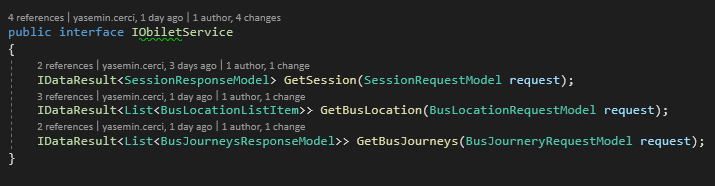 4 references | yasemin.cerci, 1 day ago | 1 author, 4 changes
public interface IObiletService
{
2 references | yasemin.cerci, 3 days ago | 1 author, 1 change
IDataResult<SessionResponseModel> GetSession(SessionRequestModel request);
3 references | yasemin.cerci, 1 day ago | 1 author, 1 change
IDataResult<List<BusLocationListItem>> GetBusLocation(BusLocationRequestModel request);
2 references | yasemin.cerci, 1 day ago | 1 author, 1 change
IDataResult<List<BusJourneysResponseModel>> GetBusJourneys(BusJourneryRequestModel request);
}